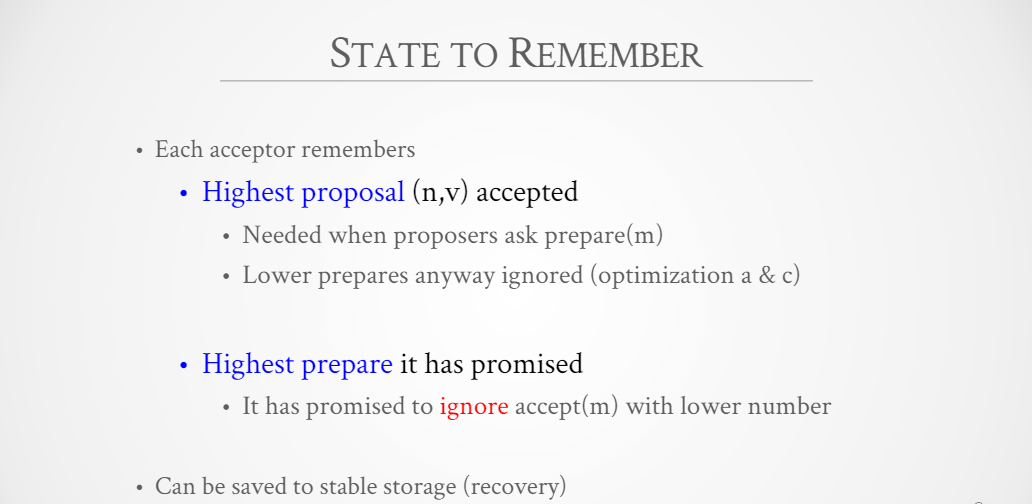 STATE TO REMEMBER
• Each acceptor remembers
• Highest proposal (n,v) accepted
• Needed when proposers ask prepare(m)
• Lower prepares anyway ignored (optimization a & c)
• Highest prepare it has promised
• It has promised to ignore accept(m) with lower number
• Can be saved to stable storage (recovery)